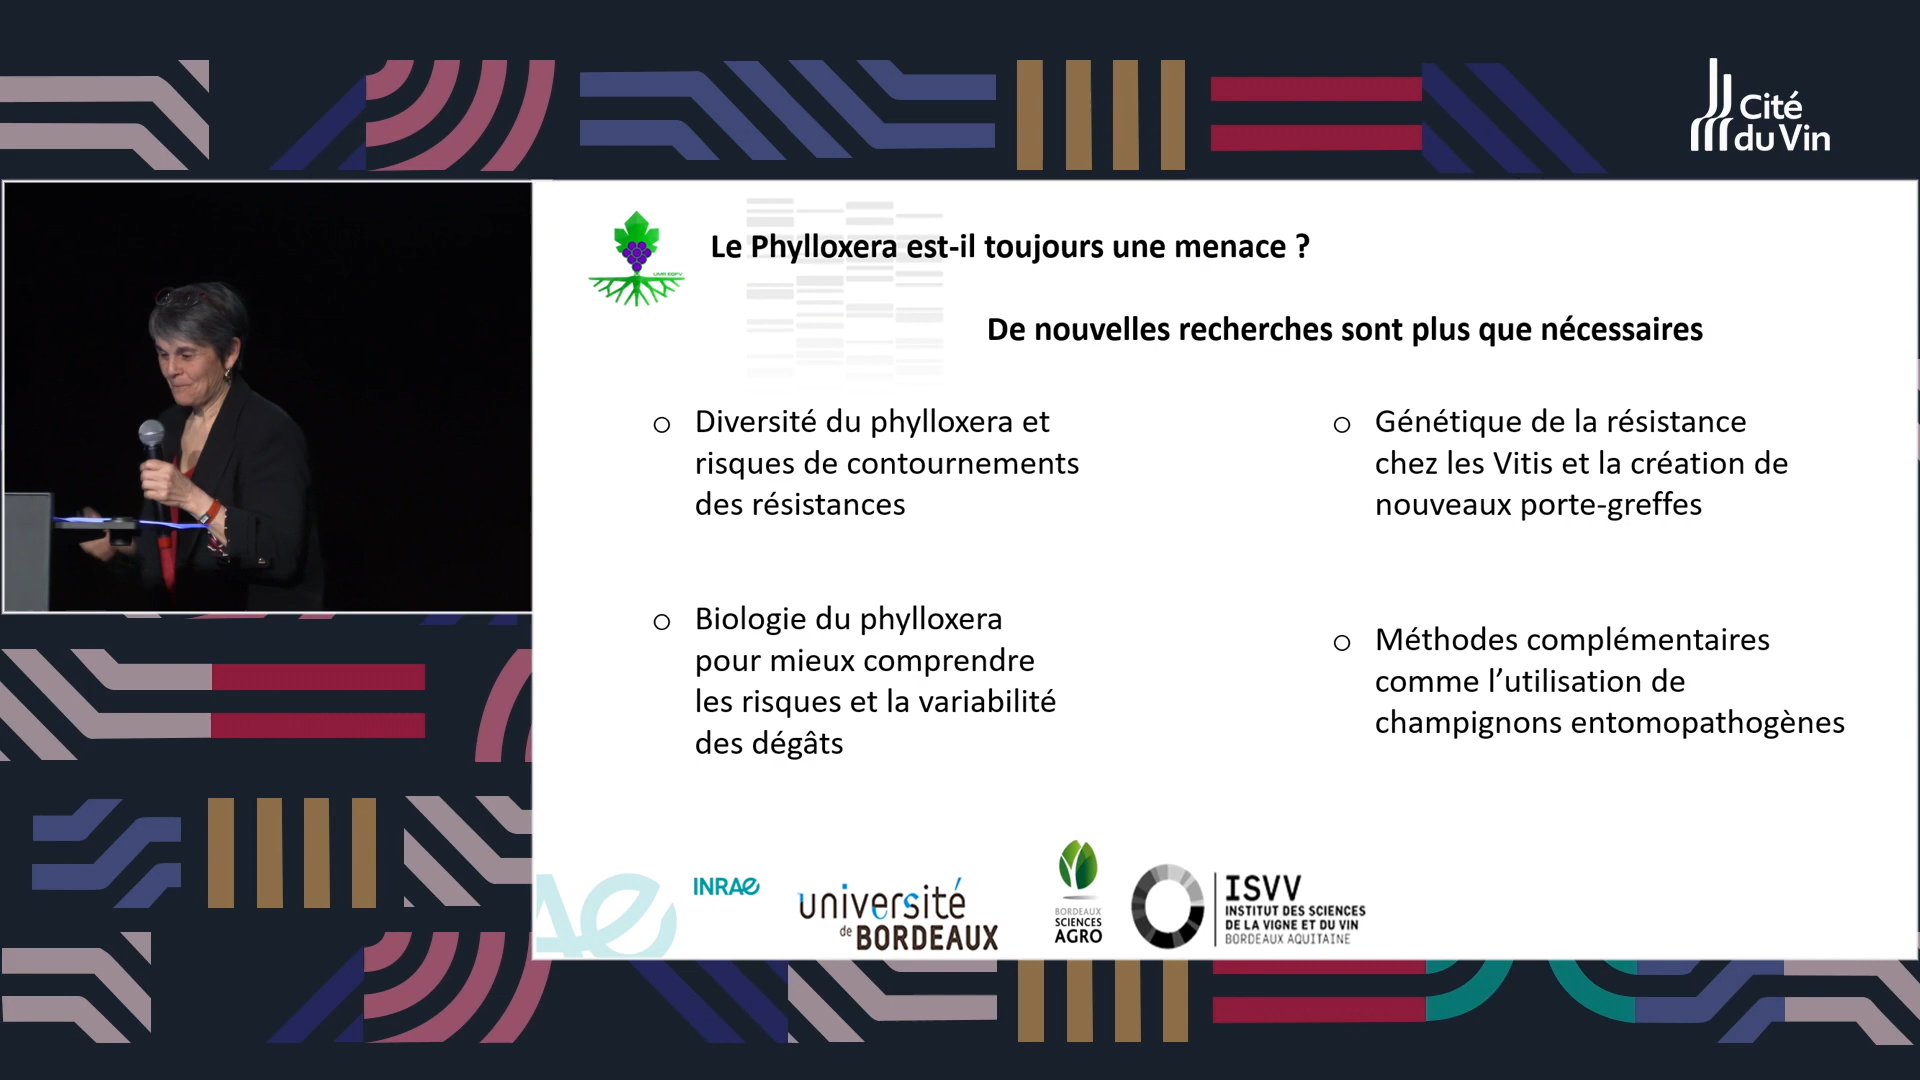 Cité
du Vin
Le Phylloxera est-il toujours une menace ?
De nouvelles recherches sont plus que nécessaires
o Diversité du phylloxera et
risques de contournements
des résistances
o Biologie du phylloxera
pour mieux comprendre
les risques et la variabilité
des dégâts
o Génétique de la résistance
chez les Vitis et la création de
nouveaux porte-greffes
o Méthodes complémentaires
comme l’utilisation de
champignons entomopathogènes
INRAE
université
de BORDEAUX
BORDEAUX
SCIENCES
AGRO
ISVV
INSTITUT DES SCIENCES
DE LA VIGNE ET DU VIN
BORDEAUX AQUITAINE